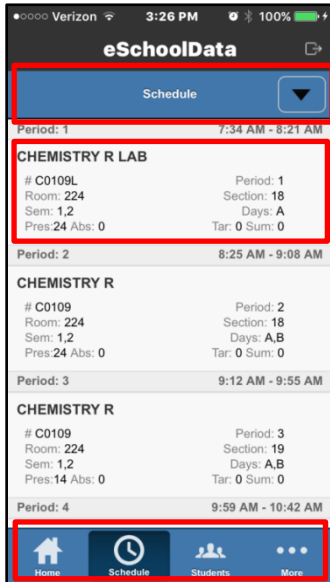 Verizon 3:26 PM 100%
eSchoolData
Schedule
Period: 1 7:34 AM - 8:21 AM
CHEMISTRY R LAB
# C0109L Period: 1
Room: 224 Section: 18
Sem: 1,2 Days: A
Pres:24 Abs: 0 Tar: 0 Sum: 0
Period: 2 8:25 AM - 9:08 AM
CHEMISTRY R
# C0109 Period: 2
Room: 224 Section: 18
Sem: 1,2 Days: A,B
Pres:24 Abs: 0 Tar: 0 Sum: 0
Period: 3 9:12 AM - 9:55 AM
CHEMISTRY R
# C0109 Period: 3
Room: 224 Section: 19
Sem: 1,2 Days: A,B
Pres:14 Abs: 0 Tar: 0 Sum: 0
Period: 4 9:59 AM - 10:42 AM
Home Schedule Students More